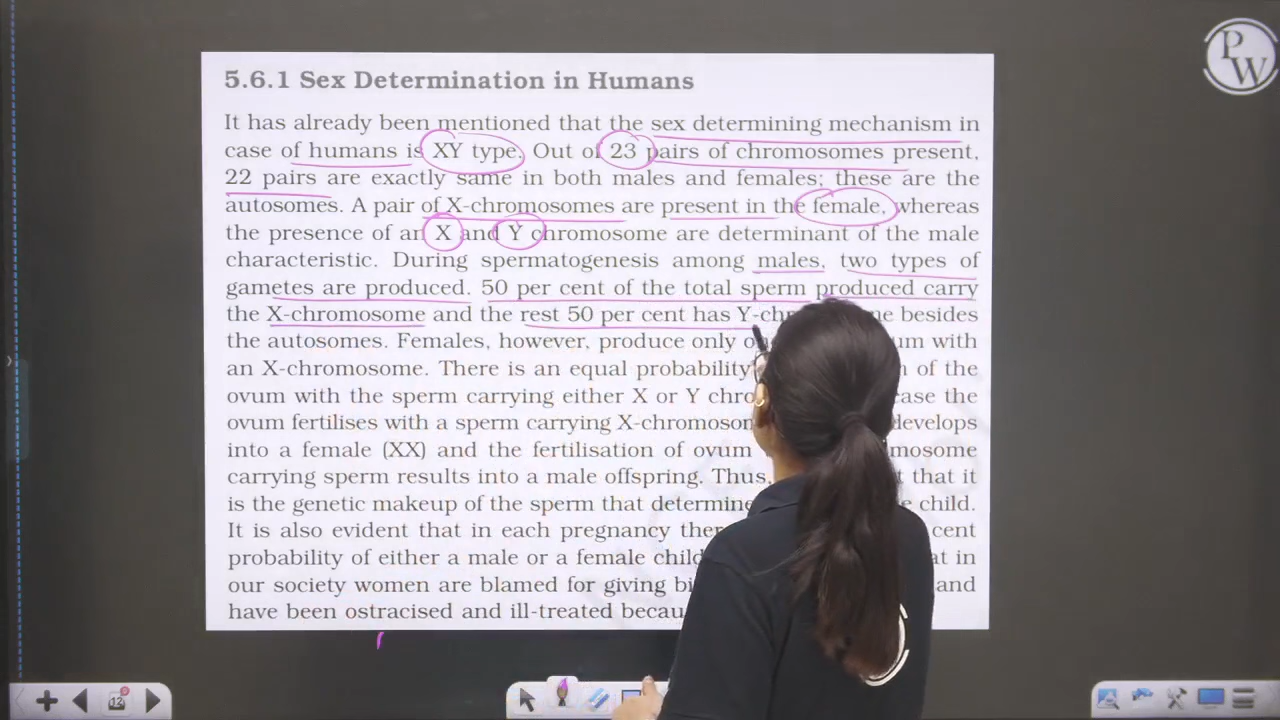 PW
5.6.1 Sex Determination in Humans
It has already been mentioned that the sex determining mechanism in
case of humans is XY type. Out of 23 pairs of chromosomes present,
22 pairs are exactly same in both males and females; these are the
autosomes. A pair of X-chromosomes are present in the female, whereas
the presence of an X and Y chromosome are determinant of the male
characteristic. During spermatogenesis among males, two types of
gametes are produced. 50 per cent of the total sperm produced carry
the X-chromosome and the rest 50 per cent has Y-chr e besides
the autosomes. Females, however, produce only um with
an X-chromosome. There is an equal probability of the
ovum with the sperm carrying either X or Y chro case the
ovum fertilises with a sperm carrying X-chromoso develops
into a female (XX) and the fertilisation of ovum mosome
carrying sperm results into a male offspring. Thus, t that it
is the genetic makeup of the sperm that determine child.
It is also evident that in each pregnancy ther cent
probability of either a male or a female child at in
our society women are blamed for giving bi and
have been ostracised and ill-treated becau
12